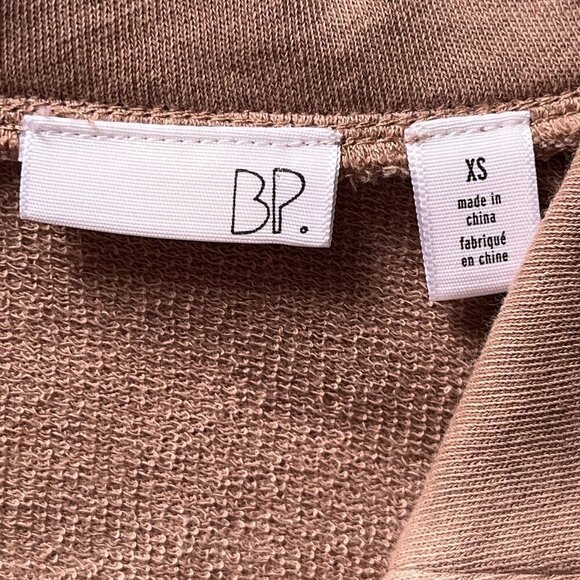 BP.
XS
made in
china
fabriqué
en chine